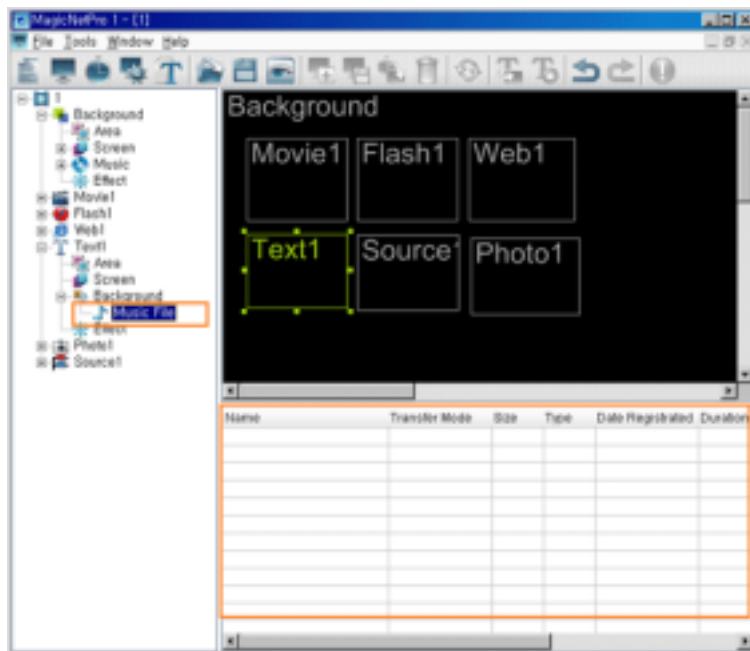 MagicNetPro 1 - [1]
File Tools Window Help
1
Background
Area
Screen
Music
Effect
Movie1
Flash1
Web1
Text1
Area
Screen
Background
Music File
Effect
Photo1
Source1
Background
Movie1 Flash1 Web1
Text1 Source1 Photo1
Name Transfer Mode Size Type Date Registrated Duration